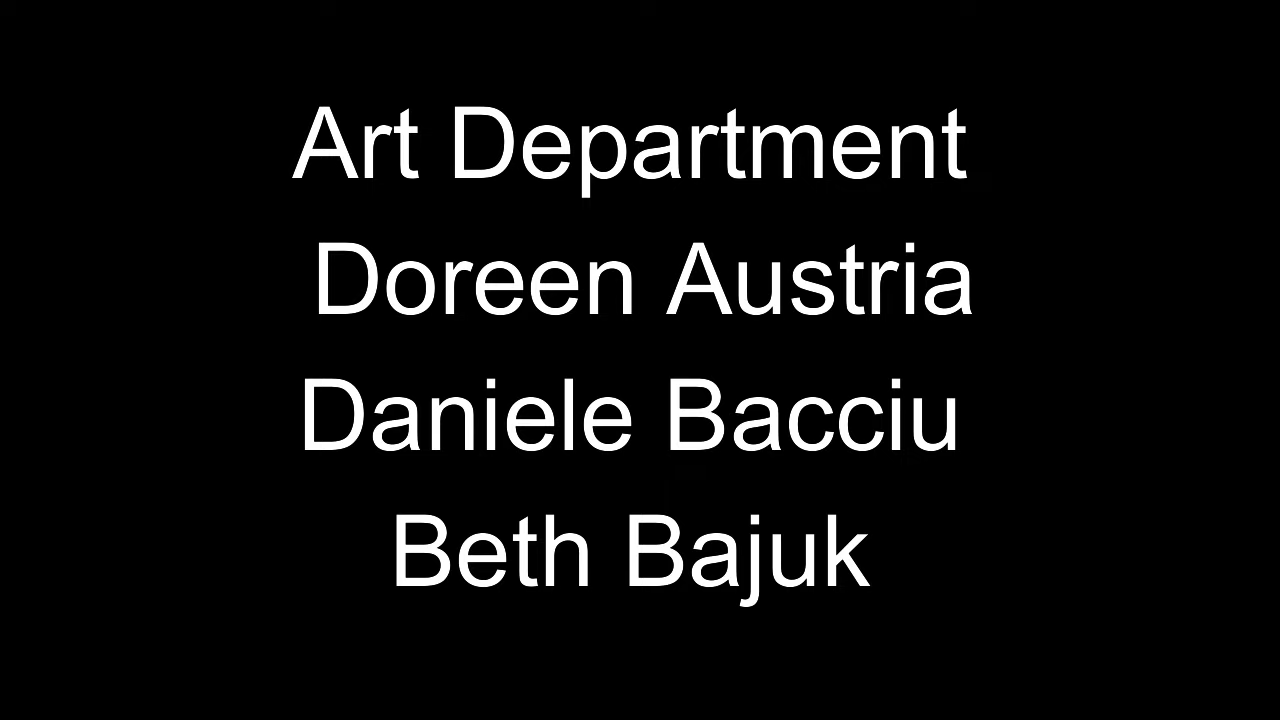 Art Department
Doreen Austria
Daniele Bacciu
Beth Bajuk